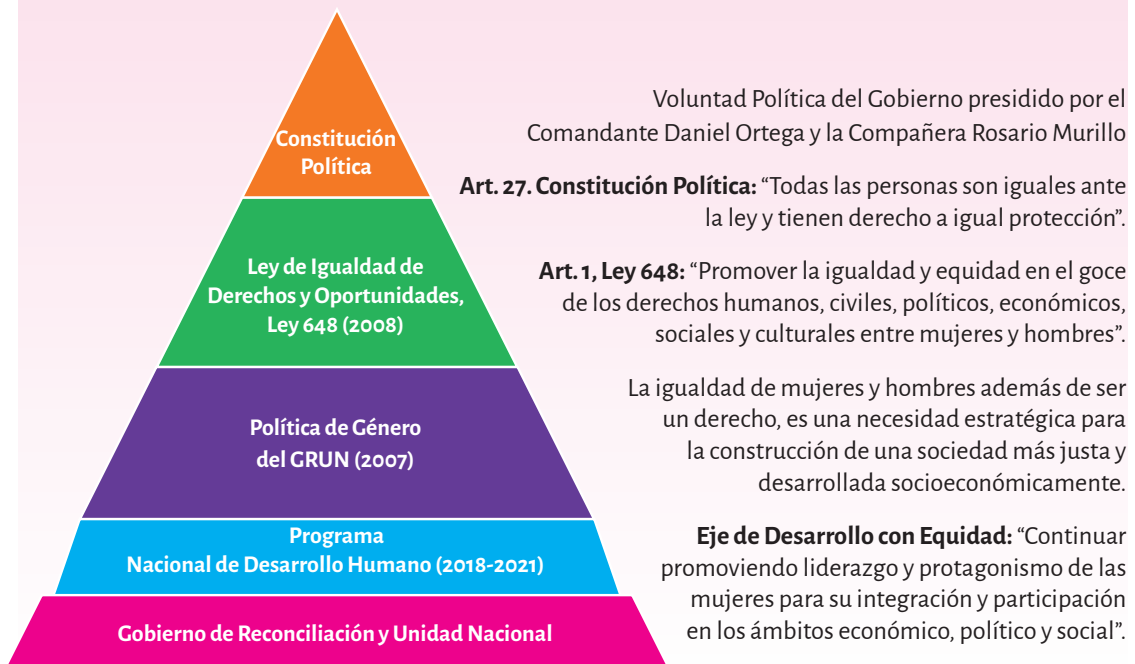 Constitución
Política
Ley de Igualdad de
Derechos y Oportunidades,
Ley 648 (2008)
Política de Género
del GRUN (2007)
Programa
Nacional de Desarrollo Humano (2018-2021)
Gobierno de Reconciliación y Unidad Nacional
Voluntad Política del Gobierno presidido por el
Comandante Daniel Ortega y la Compañera Rosario Murillo
Art. 27. Constitución Política: “Todas las personas son iguales ante
la ley y tienen derecho a igual protección”.
Art. 1, Ley 648: “Promover la igualdad y equidad en el goce
de los derechos humanos, civiles, políticos, económicos,
sociales y culturales entre mujeres y hombres”.
La igualdad de mujeres y hombres además de ser
un derecho, es una necesidad estratégica para
la construcción de una sociedad más justa y
desarrollada socioeconómicamente.
Eje de Desarrollo con Equidad: “Continuar
promoviendo liderazgo y protagonismo de las
mujeres para su integración y participación
en los ámbitos económico, político y social”.